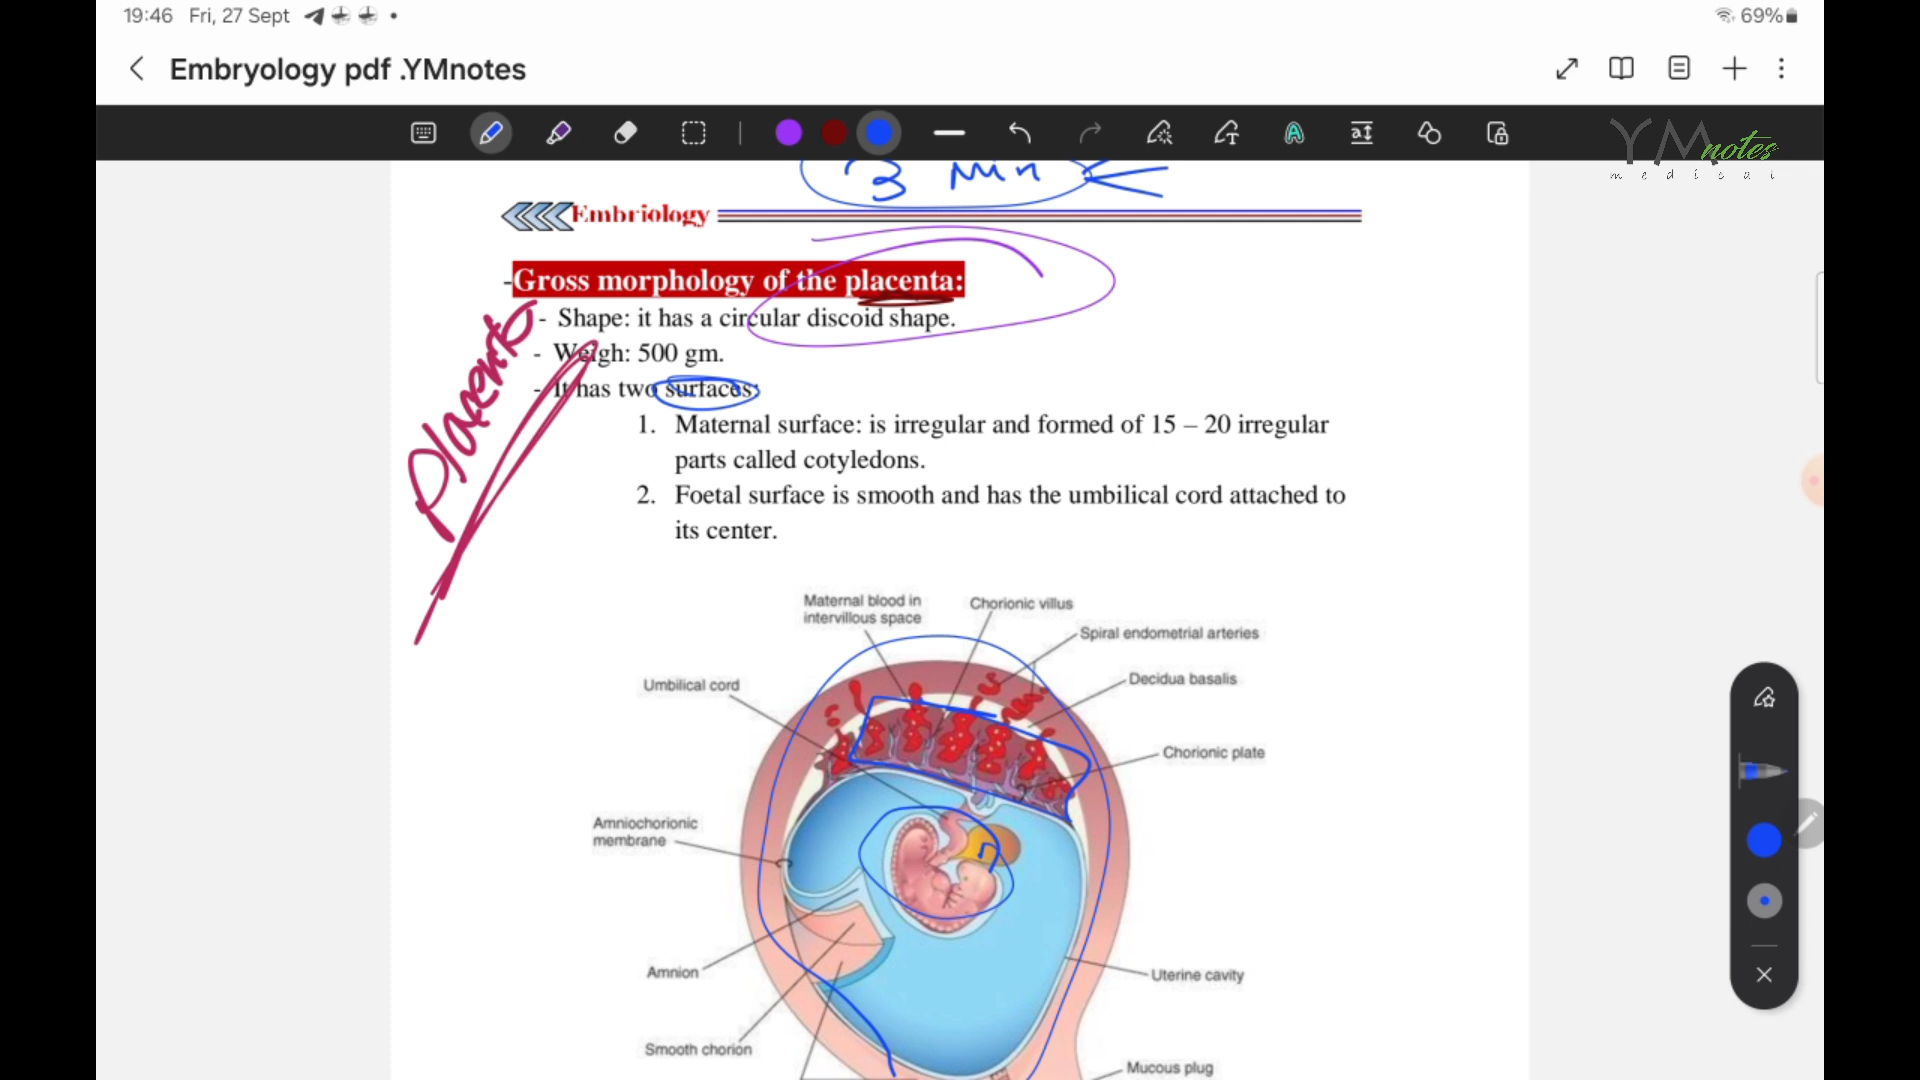 19:46 Fri, 27 Sept
69%
Embryology pdf .YMnotes
YM notes
medical
3 Min
Embriology
-Gross morphology of the placenta:
- Shape: it has a circular discoid shape.
- Weigh: 500 gm.
- It has two surfaces:
1. Maternal surface: is irregular and formed of 15 – 20 irregular
parts called cotyledons.
2. Foetal surface is smooth and has the umbilical cord attached to
its center.
Placenta
Maternal blood in
intervillous space
Chorionic villus
Spiral endometrial arteries
Umbilical cord
Decidua basalis
Chorionic plate
Amniochorionic
membrane
Amnion
Uterine cavity
Smooth chorion
Mucous plug